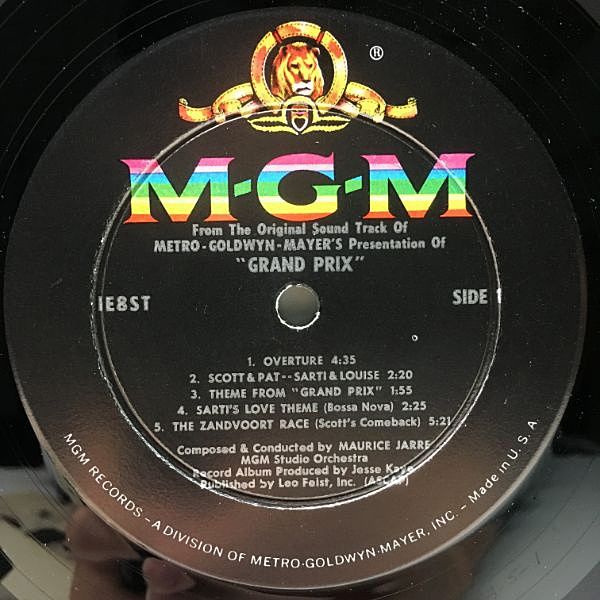 ®
M-G-M
From The Original Sound Track Of
METRO-GOLDWYN-MAYER'S Presentation Of
"GRAND PRIX"
1E8ST
SIDE 1
1. OVERTURE 4:35
2. SCOTT & PAT--SARTI & LOUISE 2:20
3. THEME FROM "GRAND PRIX" 1:55
4. SARTI'S LOVE THEME (Bossa Nova) 2:25
5. THE ZANDVOORT RACE (Scott's Comeback) 5:21
Composed & Conducted by MAURICE JARRE
MGM Studio Orchestra
Record Album Produced by Jesse Kaye
Published by Leo Feist, Inc. (ASCAP)
MGM RECORDS – A DIVISION OF METRO-GOLDWYN-MAYER, INC. – Made in U. S. A.